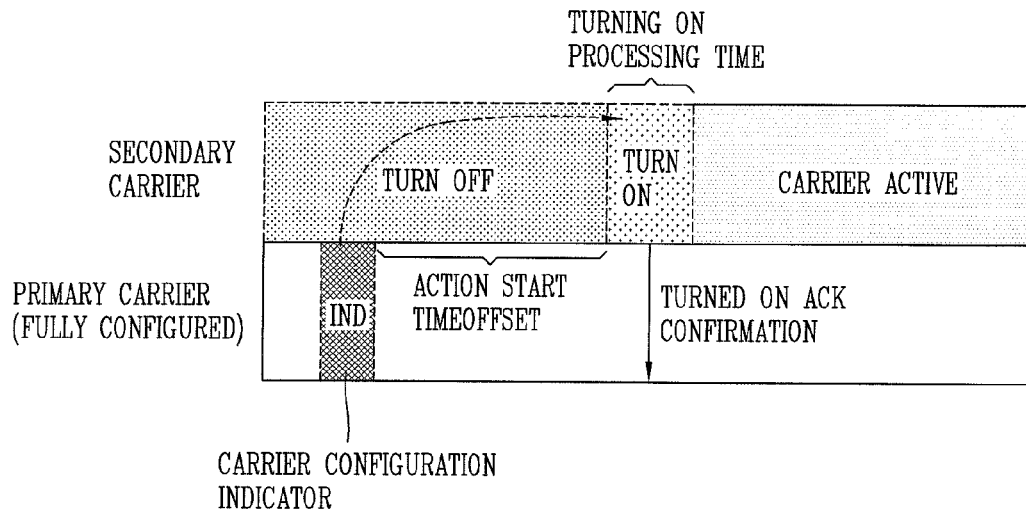 TURNING ON
PROCESSING TIME
SECONDARY
CARRIER
TURN OFF
TURN
ON
CARRIER ACTIVE
PRIMARY CARRIER
(FULLY CONFIGURED)
IND
ACTION START
TIMEOFFSET
TURNED ON ACK
CONFIRMATION
CARRIER CONFIGURATION
INDICATOR